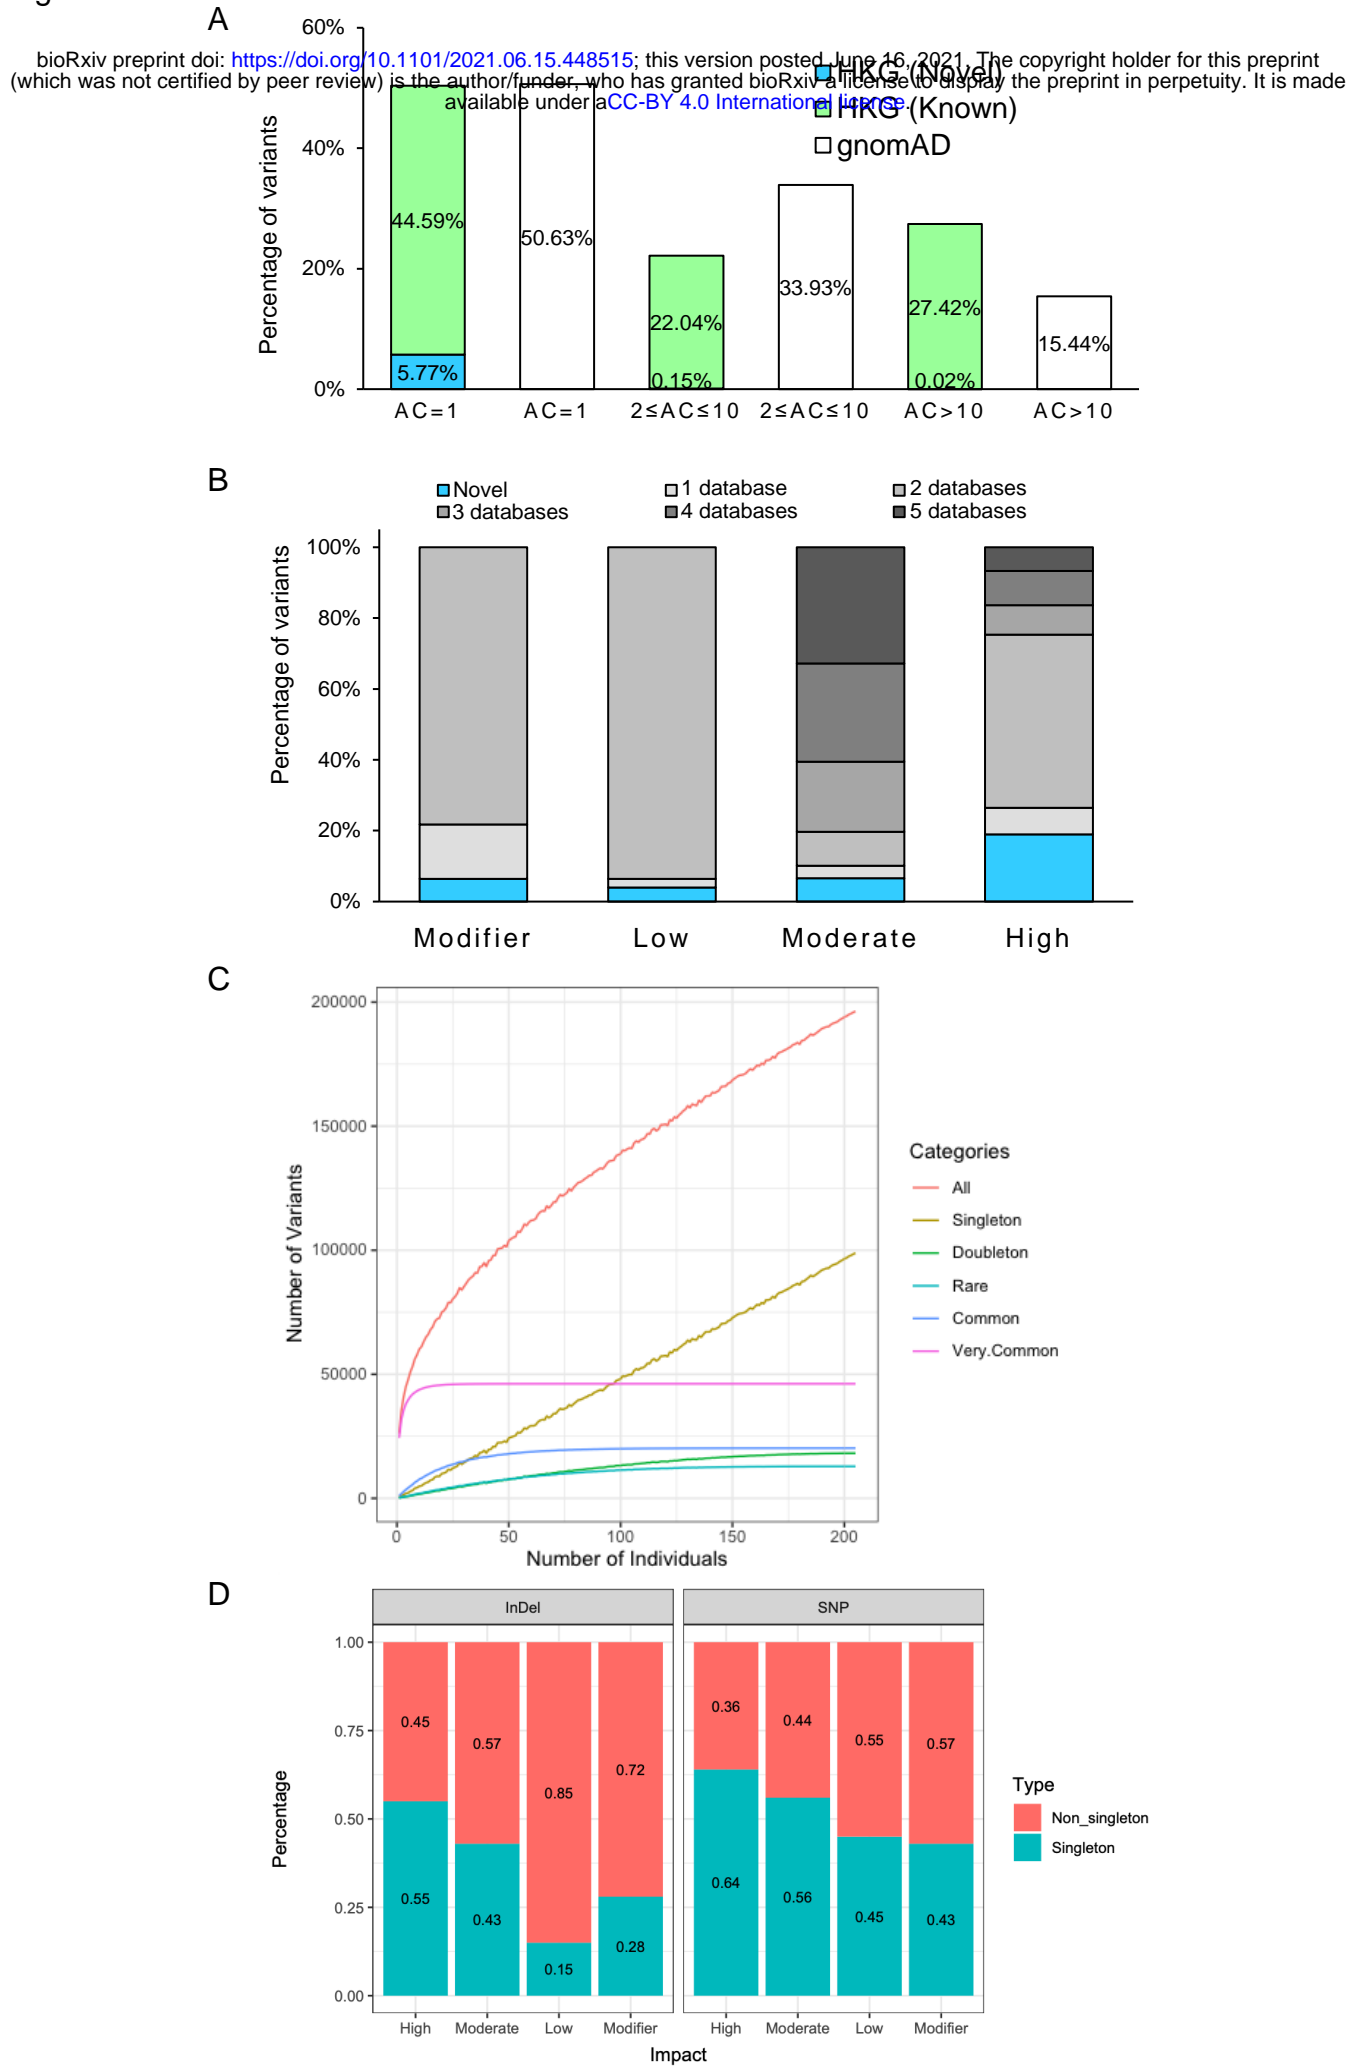 A
60%
bioRxiv preprint doi: https://doi.org/10.1101/2021.06.15.448515; this version posted June 16, 2021. The copyright holder for this preprint
(which was not certified by peer review) is the author/funder, who has granted bioRxiv a license to display the preprint in perpetuity. It is made
available under aCC-BY 4.0 International license.
HKG (Novel)
HKG (Known)
gnomAD
Percentage of variants
40%
20%
0%
44.59%
5.77%
50.63%
22.04%
0.15%
33.93%
27.42%
0.02%
15.44%
AC=1 AC=1 2≤AC≤10 2≤AC≤10 AC>10 AC>10
B
Novel 1 database 2 databases
3 databases 4 databases 5 databases
Percentage of variants
100%
80%
60%
40%
20%
0%
Modifier Low Moderate High
C
Number of Variants
200000
150000
100000
50000
0
0 50 100 150 200
Number of Individuals
Categories
All
Singleton
Doubleton
Rare
Common
Very.Common
D
InDel SNP
Percentage
1.00
0.75
0.50
0.25
0.00
0.45 0.57 0.85 0.72 0.36 0.44 0.55 0.57
0.55 0.43 0.15 0.28 0.64 0.56 0.45 0.43
High Moderate Low Modifier High Moderate Low Modifier
Impact
Type
Non_singleton
Singleton